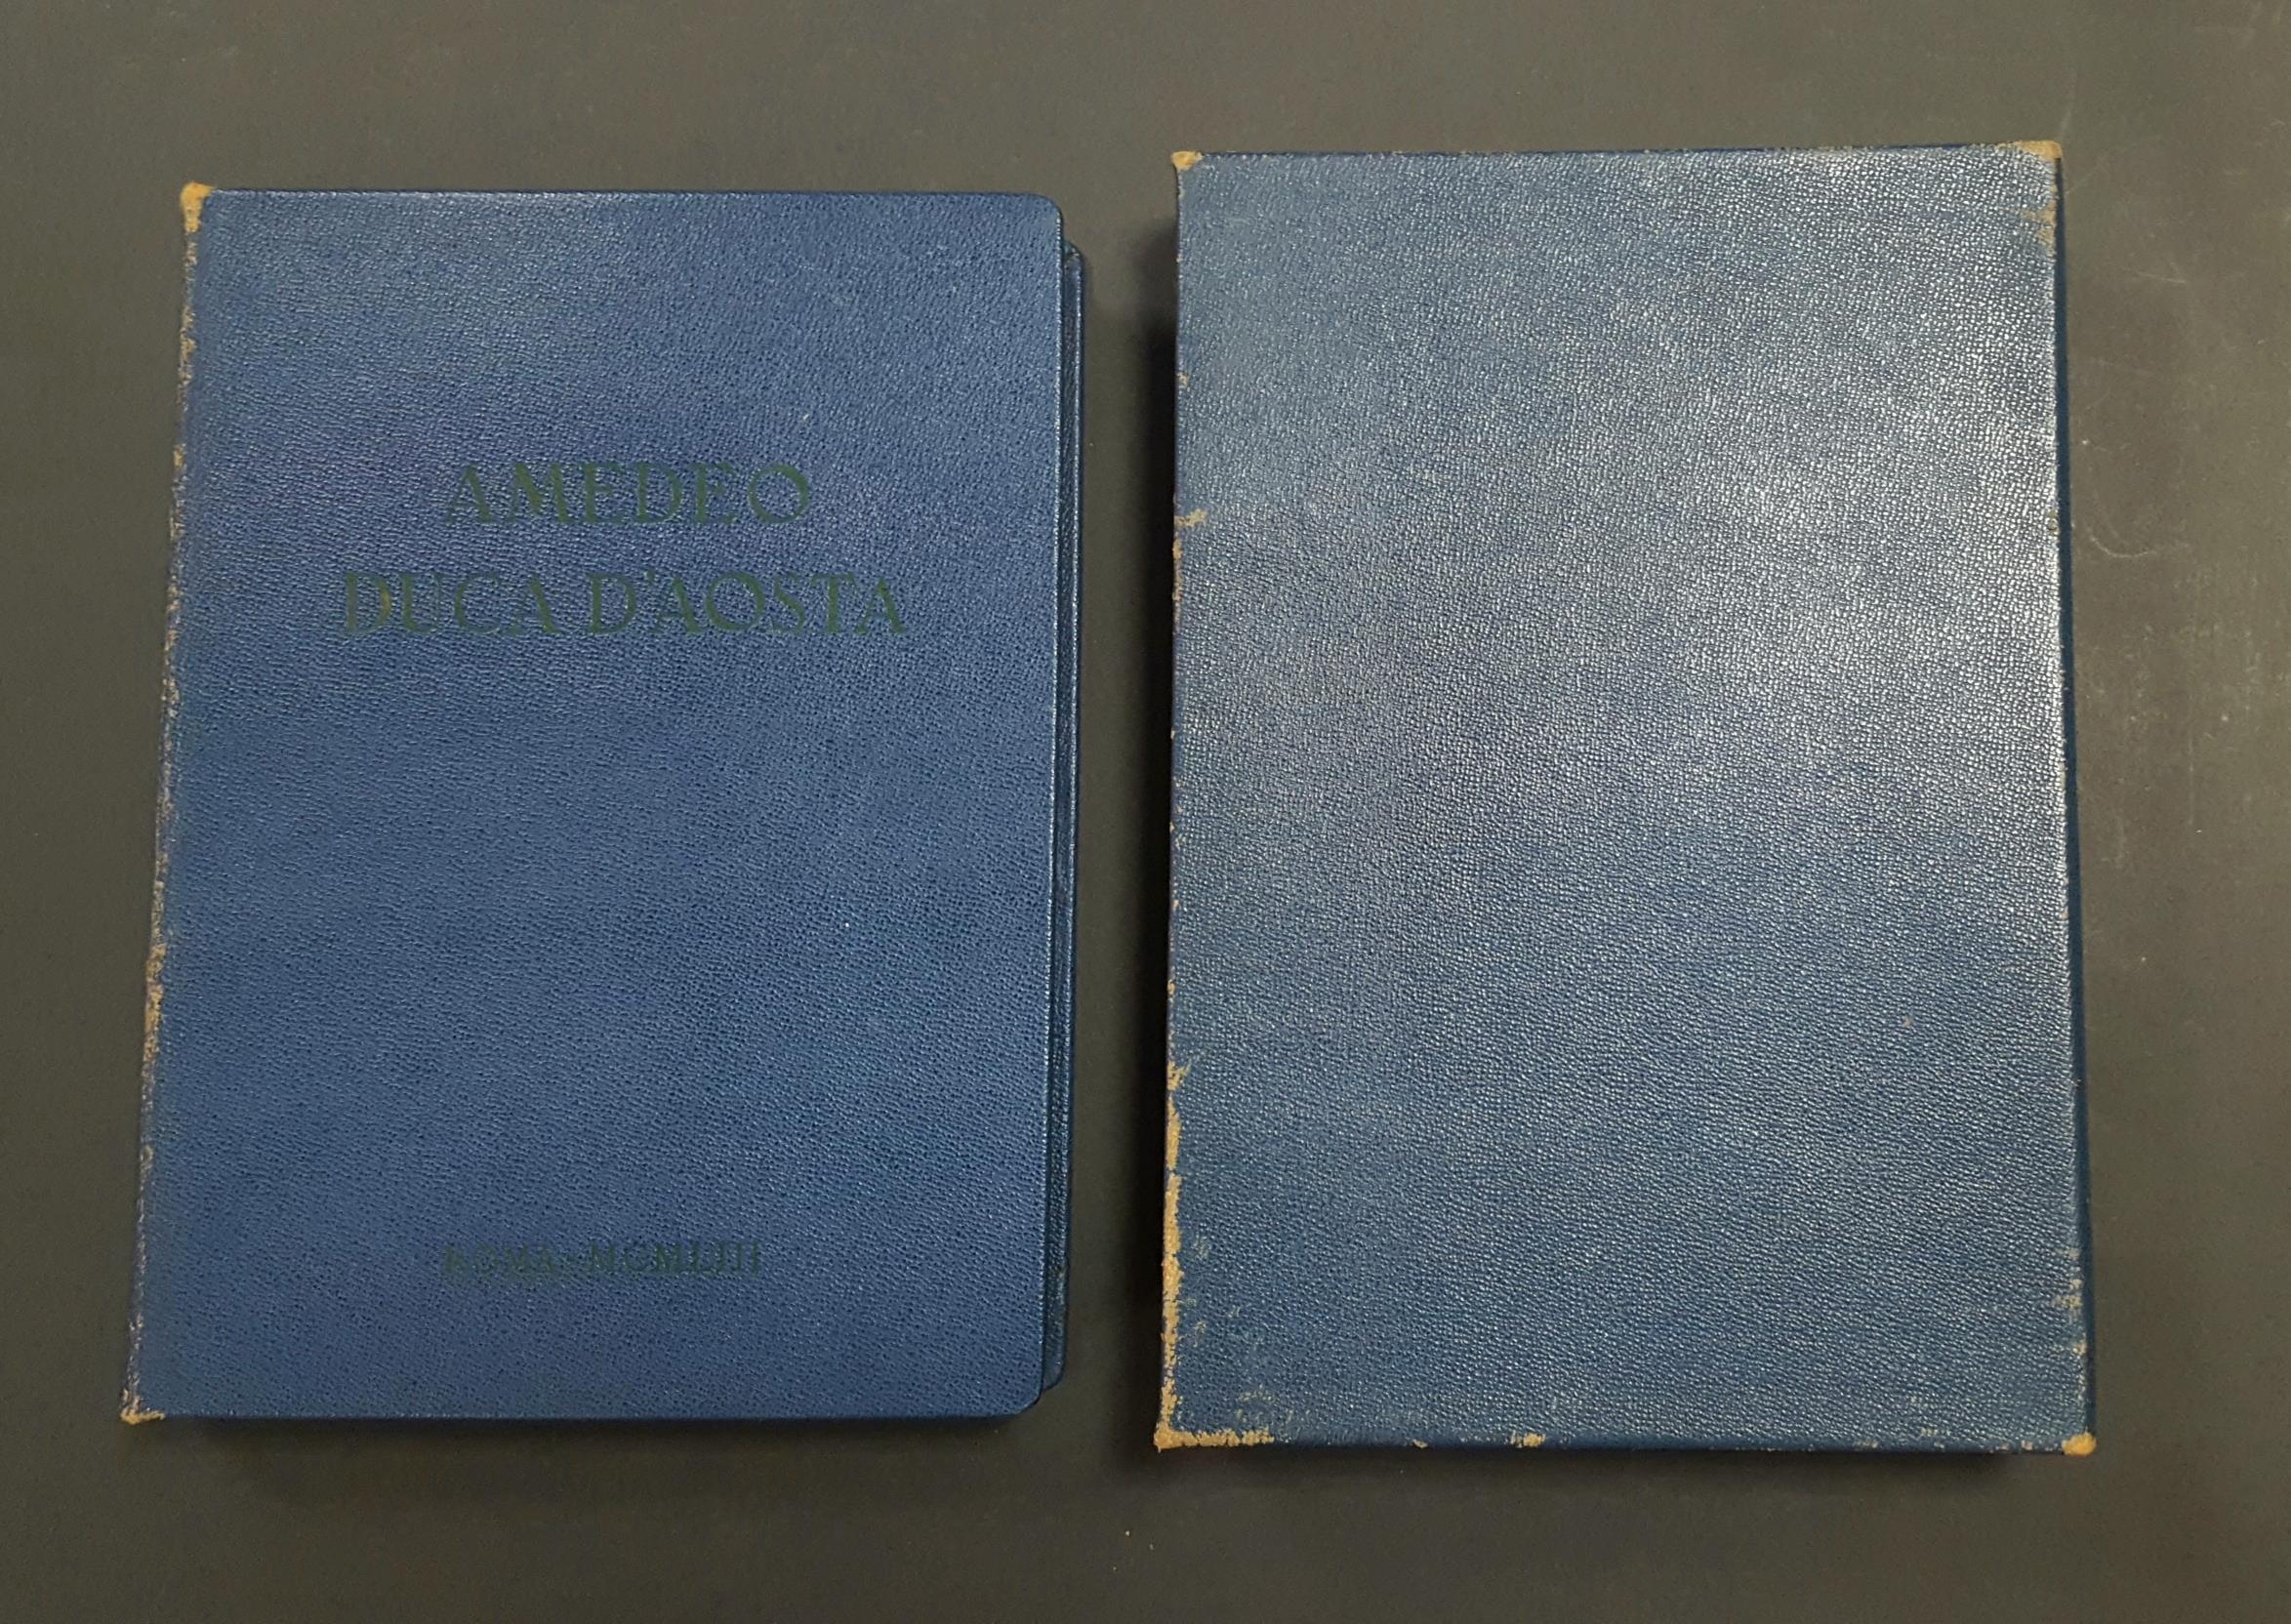 AMEDEO
DUCA D'AOSTA
ROMA - MCMLIII